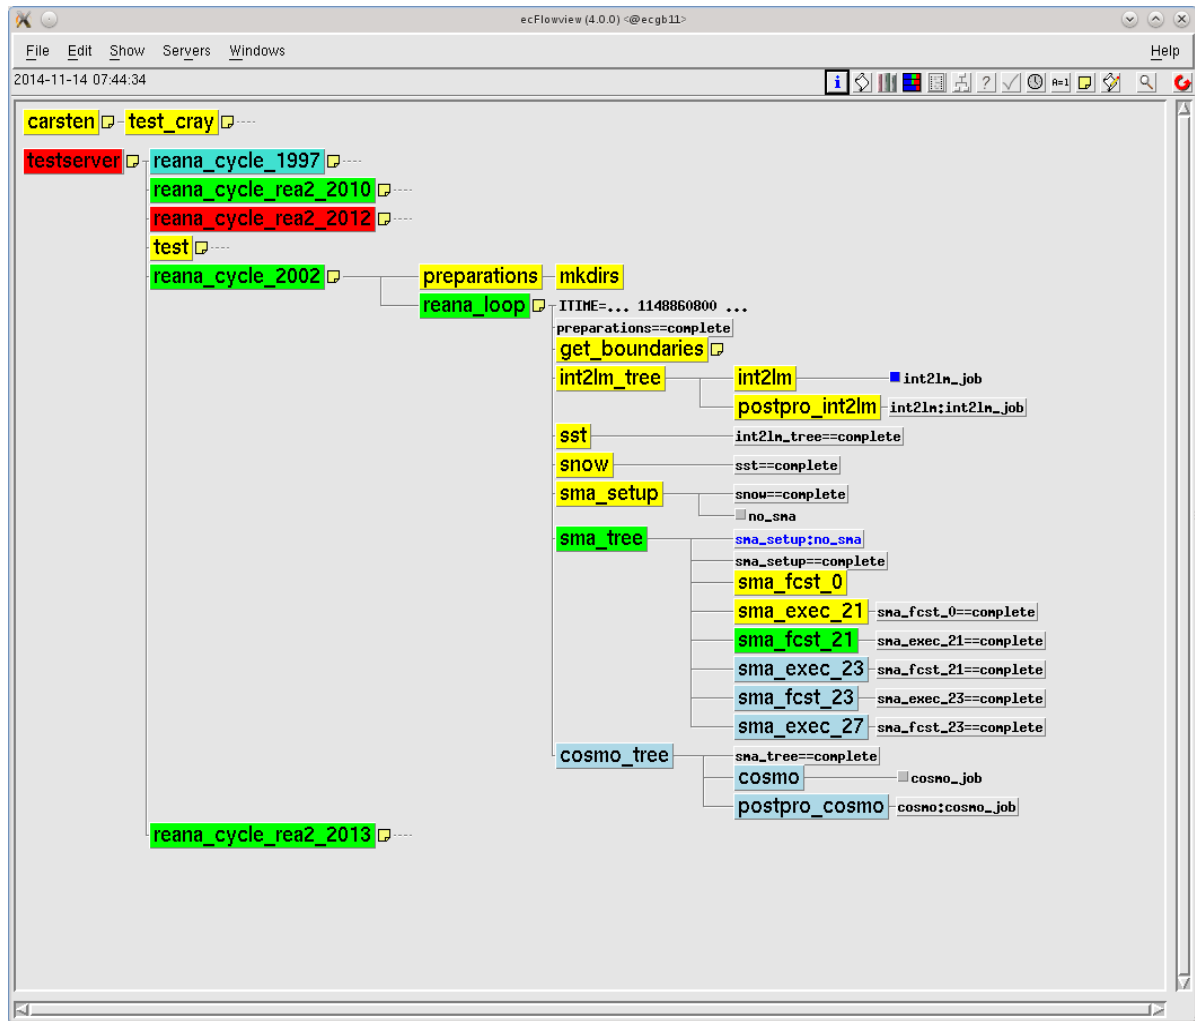 ecFlowview (4.0.0) <@ecgb11>
File Edit Show Servers Windows Help
2014-11-14 07:44:34 i ? A=1
carsten test_cray
testserver reana_cycle_1997
reana_cycle_rea2_2010
reana_cycle_rea2_2012
test
reana_cycle_2002 preparations mkdirs
reana_loop ITIME=... 1148860800 ...
preparations==complete
get_boundaries
int2lm_tree int2lm int2lm_job
postpro_int2lm int2lm:int2lm_job
sst int2lm_tree==complete
snow sst==complete
sma_setup snow==complete
no_sma
sma_tree sma_setup:no_sma
sma_setup==complete
sma_fcst_0
sma_exec_21 sma_fcst_0==complete
sma_fcst_21 sma_exec_21==complete
sma_exec_23 sma_fcst_21==complete
sma_fcst_23 sma_exec_23==complete
sma_exec_27 sma_fcst_23==complete
cosmo_tree sma_tree==complete
cosmo cosmo_job
postpro_cosmo cosmo:cosmo_job
reana_cycle_rea2_2013